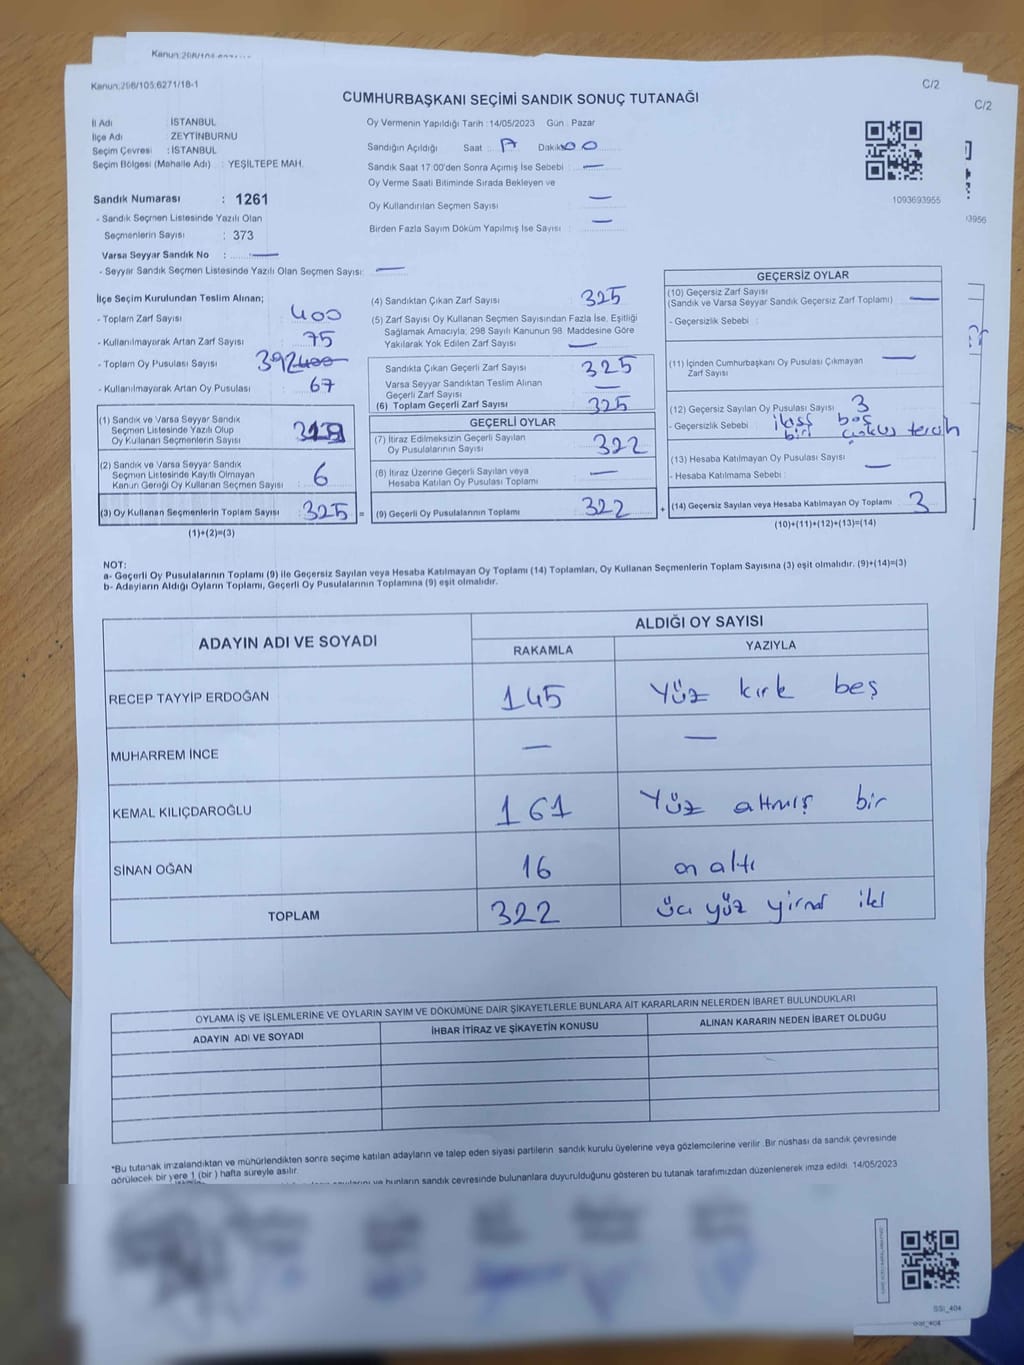 Kanun:298/105;6271/18-1
C/2
C/2
CUMHURBAŞKANI SEÇİMİ SANDIK SONUÇ TUTANAĞI
İl Adı : İSTANBUL
İlçe Adı : ZEYTİNBURNU
Seçim Çevresi : İSTANBUL
Seçim Bölgesi (Mahalle Adı) : YEŞİLTEPE MAH.
Sandık Numarası : 1261
- Sandık Seçmen Listesinde Yazılı Olan
Seçmenlerin Sayısı : 373
Varsa Seyyar Sandık No : —
- Seyyar Sandık Seçmen Listesinde Yazılı Olan Seçmen Sayısı: —
Oy Vermenin Yapıldığı Tarih :14/05/2023 Gün : Pazar
Sandığın Açıldığı Saat : Dakika 00
Sandık Saat 17.00'den Sonra Açımış İse Sebebi : —
Oy Verme Saati Bitiminde Sırada Bekleyen ve
Oy Kullandırılan Seçmen Sayısı —
Birden Fazla Sayım Döküm Yapılmış İse Sayısı : —
1093693955
İlçe Seçim Kurulundan Teslim Alınan;
- Toplam Zarf Sayısı : 400
- Kullanılmayarak Artan Zarf Sayısı : 75
- Toplam Oy Pusulası Sayısı 392 400
- Kullanılmayarak Artan Oy Pusulası : 67
(1) Sandık ve Varsa Seyyar Sandık
Seçmen Listesinde Yazılı Olup
Oy Kullanan Seçmenlerin Sayısı 319
(2) Sandık ve Varsa Seyyar Sandık
Seçmen Listesinde Kayıtlı Olmayan
Kanun Gereği Oy Kullanan Seçmen Sayısı : 6
(3) Oy Kullanan Seçmenlerin Toplam Sayısı : 325 =
(1)+(2)=(3)
(4) Sandıktan Çıkan Zarf Sayısı : 325
(5) Zarf Sayısı Oy Kullanan Seçmen Sayısından Fazla İse, Eşitliği
Sağlamak Amacıyla, 298 Sayılı Kanunun 98. Maddesine Göre
Yakılarak Yok Edilen Zarf Sayısı : —
Sandıkta Çıkan Geçerli Zarf Sayısı : 325
Varsa Seyyar Sandıktan Teslim Alınan
Geçerli Zarf Sayısı : —
(6) Toplam Geçerli Zarf Sayısı : 325
GEÇERLİ OYLAR
(7) İtiraz Edilmeksizin Geçerli Sayılan
Oy Pusulalarının Sayısı : 322
(8) İtiraz Üzerine Geçerli Sayılan veya
Hesaba Katılan Oy Pusulası Toplamı : —
(9) Geçerli Oy Pusulalarının Toplamı : 322 +
GEÇERSİZ OYLAR
(10) Geçersiz Zarf Sayısı
(Sandık ve Varsa Seyyar Sandık Geçersiz Zarf Toplamı) : —
- Geçersizlik Sebebi :
(11) İçinden Cumhurbaşkanı Oy Pusulası Çıkmayan
Zarf Sayısı : —
(12) Geçersiz Sayılan Oy Pusulası Sayısı : 3
- Geçersizlik Sebebi : boş
biri tercih
(13) Hesaba Katılmayan Oy Pusulası Sayısı : —
- Hesaba Katılmama Sebebi :
(14) Geçersiz Sayılan veya Hesaba Katılmayan Oy Toplamı : 3
(10)+(11)+(12)+(13)=(14)
NOT:
a- Geçerli Oy Pusulalarının Toplamı (9) ile Geçersiz Sayılan veya Hesaba Katılmayan Oy Toplamı (14) Toplamları, Oy Kullanan Seçmenlerin Toplam Sayısına (3) eşit olmalıdır. (9)+(14)=(3)
b- Adayların Aldığı Oyların Toplamı, Geçerli Oy Pusulalarının Toplamına (9) eşit olmalıdır.
ADAYIN ADI VE SOYADI ALDIĞI OY SAYISI
RAKAMLA YAZIYLA
RECEP TAYYİP ERDOĞAN 145 Yüz kırk beş
MUHARREM İNCE — —
KEMAL KILIÇDAROĞLU 161 Yüz altmış bir
SİNAN OĞAN 16 on altı
TOPLAM 322 üç yüz yirmi iki
OYLAMA İŞ VE İŞLEMLERİNE VE OYLARIN SAYIM VE DÖKÜMÜNE DAİR ŞİKAYETLERLE BUNLARA AİT KARARLARIN NELERDEN İBARET BULUNDUKLARI
ADAYIN ADI VE SOYADI İHBAR İTİRAZ VE ŞİKAYETİN KONUSU ALINAN KARARIN NEDEN İBARET OLDUĞU
*Bu tutanak imzalandıktan ve mühürlendikten sonra seçime katılan adayların ve talep eden siyasi partilerin sandık kurulu üyelerine veya gözlemcilerine verilir. Bir nüshası da sandık çevresinde
görülecek bir yere 1 (bir) hafta süreyle asılır.
ve bunların sandık çevresinde bulunanlara duyurulduğunu gösteren bu tutanak tarafımızdan düzenlenerek imza edildi. 14/05/2023
SSI_404
SSI_404